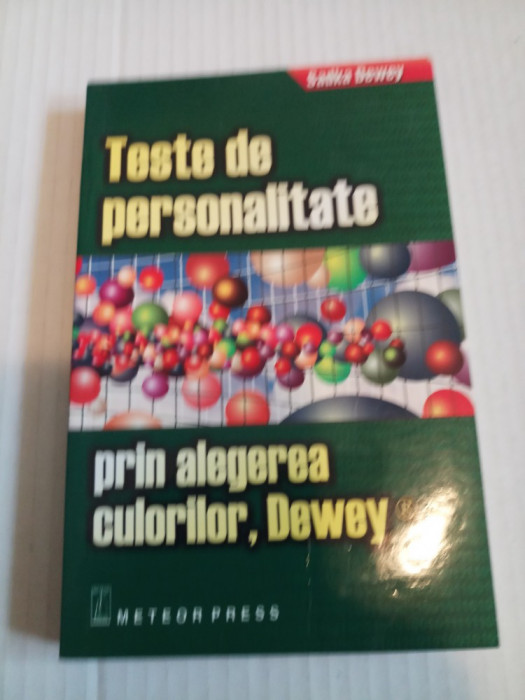 Sadka Dewey
Teste de
personalitate
prin alegerea
culorilor, Dewey ®
METEOR PRESS